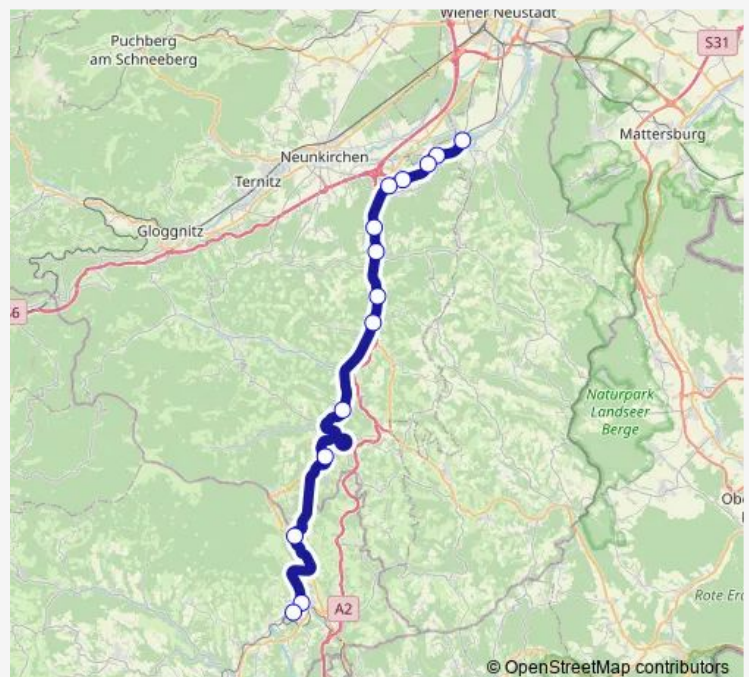 Wiener Neustadt
Puchberg
am Schneeberg
S31
Mattersburg
Neunkirchen
Ternitz
Gloggnitz
Naturpark
Landseer
Berge
A2
© OpenStreetMap contributors